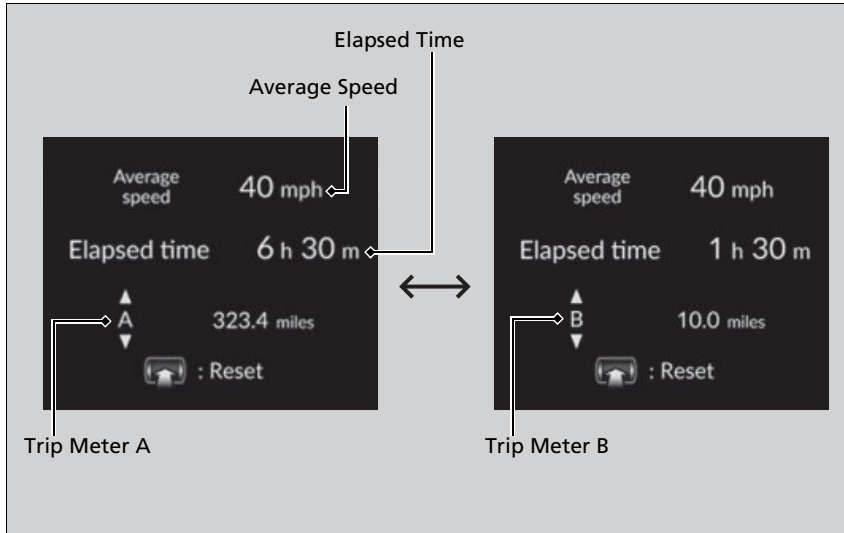 Elapsed Time
Average Speed
Average
speed
40 mph
Elapsed time 6 h 30 m
A 323.4 miles
: Reset
Trip Meter A
Average
speed
40 mph
Elapsed time 1 h 30 m
B 10.0 miles
: Reset
Trip Meter B